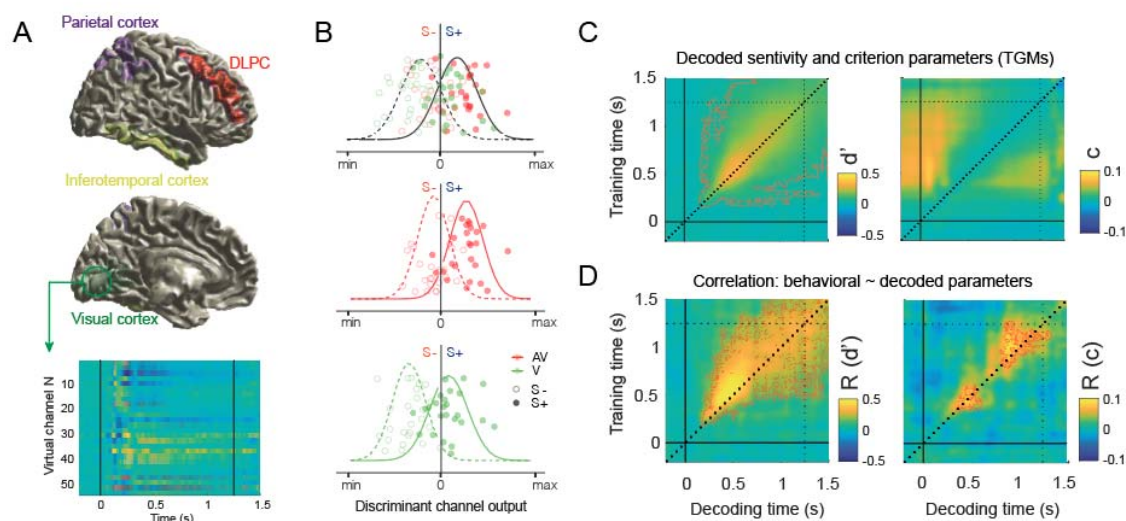 A
Parietal cortex
DLPC
Inferotemporal cortex
Visual cortex
Virtual channel N
10
20
30
40
50
0 0.5 1 1.5
Time (s)
B
S- S+
min 0 max
S- S+
min 0 max
S- S+
AV
V
S-
S+
min 0 max
Discriminant channel output
C
Decoded sentivity and criterion parameters (TGMs)
Training time (s)
1.5
1
0.5
0
0.5
-0.5
d'
0.1
-0.1
c
D
Correlation: behavioral ~ decoded parameters
Training time (s)
1.5
1
0.5
0
0 0.5 1 1.5
Decoding time (s)
0.5
-0.5
R (d')
0 0.5 1 1.5
Decoding time (s)
0.1
-0.1
R (c)